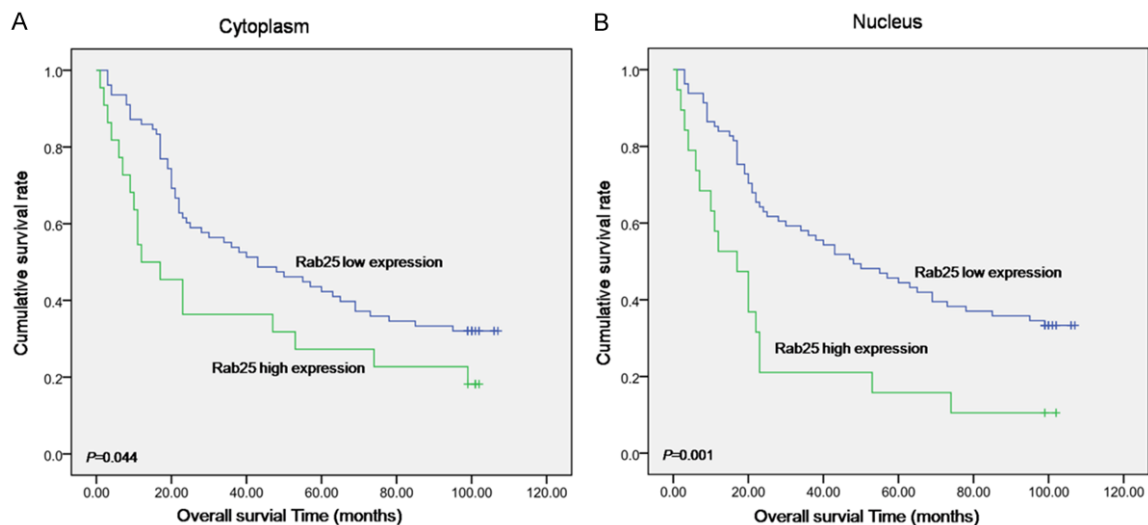 A
Cytoplasm
Cumulative survival rate
1.0
0.8
0.6
0.4
0.2
0.0
Rab25 low expression
Rab25 high expression
P=0.044
0.00 20.00 40.00 60.00 80.00 100.00 120.00
Overall survial Time (months)
B
Nucleus
Cumulative survival rate
1.0
0.8
0.6
0.4
0.2
0.0
Rab25 low expression
Rab25 high expression
P=0.001
0.00 20.00 40.00 60.00 80.00 100.00 120.00
Overall survial Time (months)